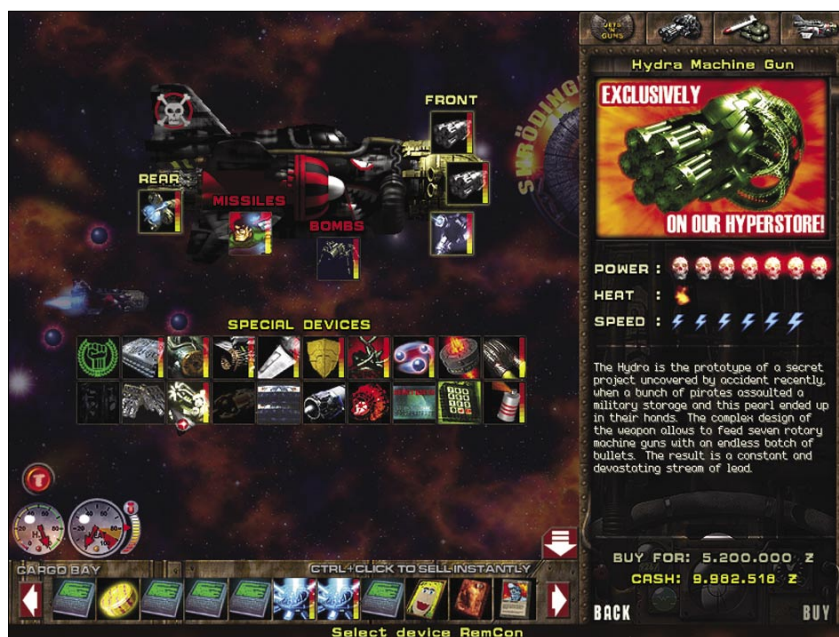 JETS
N
GUNS
Hydra Machine Gun
EXCLUSIVELY
ON OUR HYPERSTORE!
FRONT
REAR
MISSILES
BOMBS
SHRÖDING
POWER :
HEAT :
SPEED :
SPECIAL DEVICES
The Hydra is the prototype of a secret
project uncovered by accident recently,
when a bunch of pirates assaulted a
military storage and this pearl ended up
in their hands. The complex design of
the weapon allows to feed seven rotary
machine guns with an endless batch of
bullets. The result is a constant and
devastating stream of lead.
BUY FOR: 5.200.000 Z
CASH: 9.982.518 Z
BACK
BUY
CARGO BAY
CTRL+CLICK TO SELL INSTANTLY
Select device RemCon